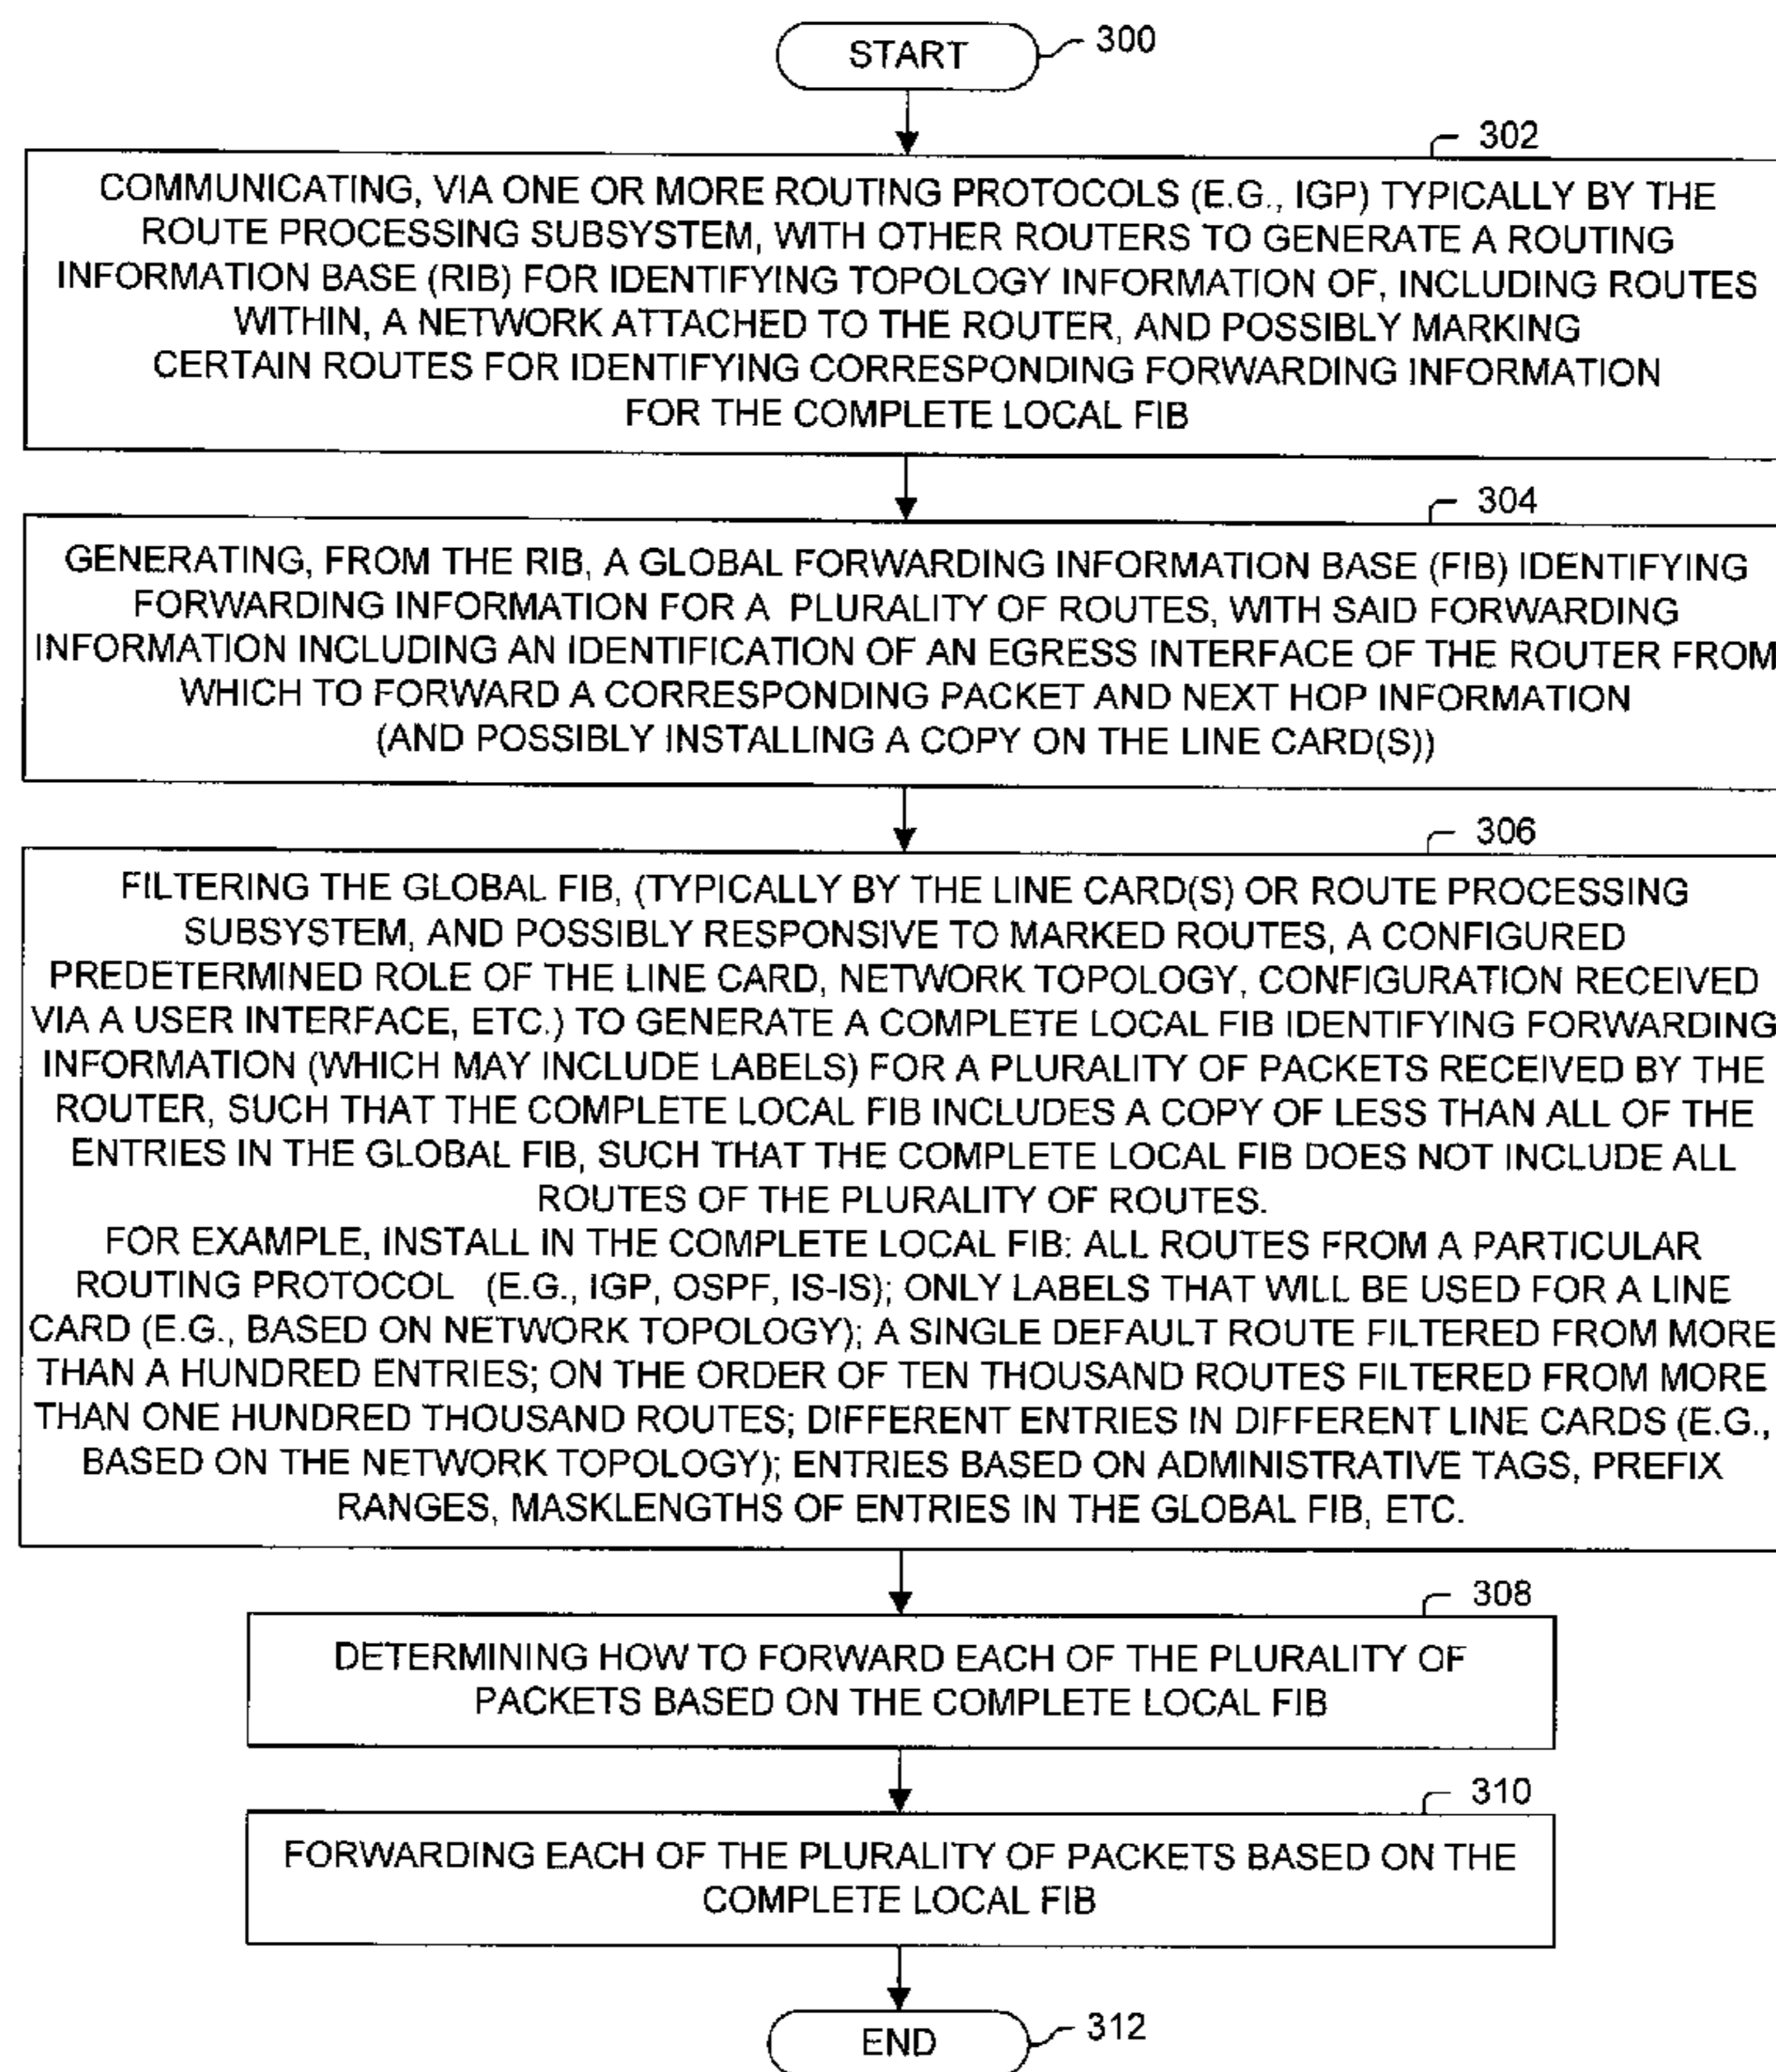 START
300
302
COMMUNICATING, VIA ONE OR MORE ROUTING PROTOCOLS (E.G., IGP) TYPICALLY BY THE
ROUTE PROCESSING SUBSYSTEM, WITH OTHER ROUTERS TO GENERATE A ROUTING
INFORMATION BASE (RIB) FOR IDENTIFYING TOPOLOGY INFORMATION OF, INCLUDING ROUTES
WITHIN, A NETWORK ATTACHED TO THE ROUTER, AND POSSIBLY MARKING
CERTAIN ROUTES FOR IDENTIFYING CORRESPONDING FORWARDING INFORMATION
FOR THE COMPLETE LOCAL FIB
304
GENERATING, FROM THE RIB, A GLOBAL FORWARDING INFORMATION BASE (FIB) IDENTIFYING
FORWARDING INFORMATION FOR A PLURALITY OF ROUTES, WITH SAID FORWARDING
INFORMATION INCLUDING AN IDENTIFICATION OF AN EGRESS INTERFACE OF THE ROUTER FROM
WHICH TO FORWARD A CORRESPONDING PACKET AND NEXT HOP INFORMATION
(AND POSSIBLY INSTALLING A COPY ON THE LINE CARD(S))
306
FILTERING THE GLOBAL FIB, (TYPICALLY BY THE LINE CARD(S) OR ROUTE PROCESSING
SUBSYSTEM, AND POSSIBLY RESPONSIVE TO MARKED ROUTES, A CONFIGURED
PREDETERMINED ROLE OF THE LINE CARD, NETWORK TOPOLOGY, CONFIGURATION RECEIVED
VIA A USER INTERFACE, ETC.) TO GENERATE A COMPLETE LOCAL FIB IDENTIFYING FORWARDING
INFORMATION (WHICH MAY INCLUDE LABELS) FOR A PLURALITY OF PACKETS RECEIVED BY THE
ROUTER, SUCH THAT THE COMPLETE LOCAL FIB INCLUDES A COPY OF LESS THAN ALL OF THE
ENTRIES IN THE GLOBAL FIB, SUCH THAT THE COMPLETE LOCAL FIB DOES NOT INCLUDE ALL
ROUTES OF THE PLURALITY OF ROUTES.
FOR EXAMPLE, INSTALL IN THE COMPLETE LOCAL FIB: ALL ROUTES FROM A PARTICULAR
ROUTING PROTOCOL (E.G., IGP, OSPF, IS-IS); ONLY LABELS THAT WILL BE USED FOR A LINE
CARD (E.G., BASED ON NETWORK TOPOLOGY); A SINGLE DEFAULT ROUTE FILTERED FROM MORE
THAN A HUNDRED ENTRIES; ON THE ORDER OF TEN THOUSAND ROUTES FILTERED FROM MORE
THAN ONE HUNDRED THOUSAND ROUTES; DIFFERENT ENTRIES IN DIFFERENT LINE CARDS (E.G.,
BASED ON THE NETWORK TOPOLOGY); ENTRIES BASED ON ADMINISTRATIVE TAGS, PREFIX
RANGES, MASKLENGTHS OF ENTRIES IN THE GLOBAL FIB, ETC.
308
DETERMINING HOW TO FORWARD EACH OF THE PLURALITY OF
PACKETS BASED ON THE COMPLETE LOCAL FIB
310
FORWARDING EACH OF THE PLURALITY OF PACKETS BASED ON THE
COMPLETE LOCAL FIB
END
312